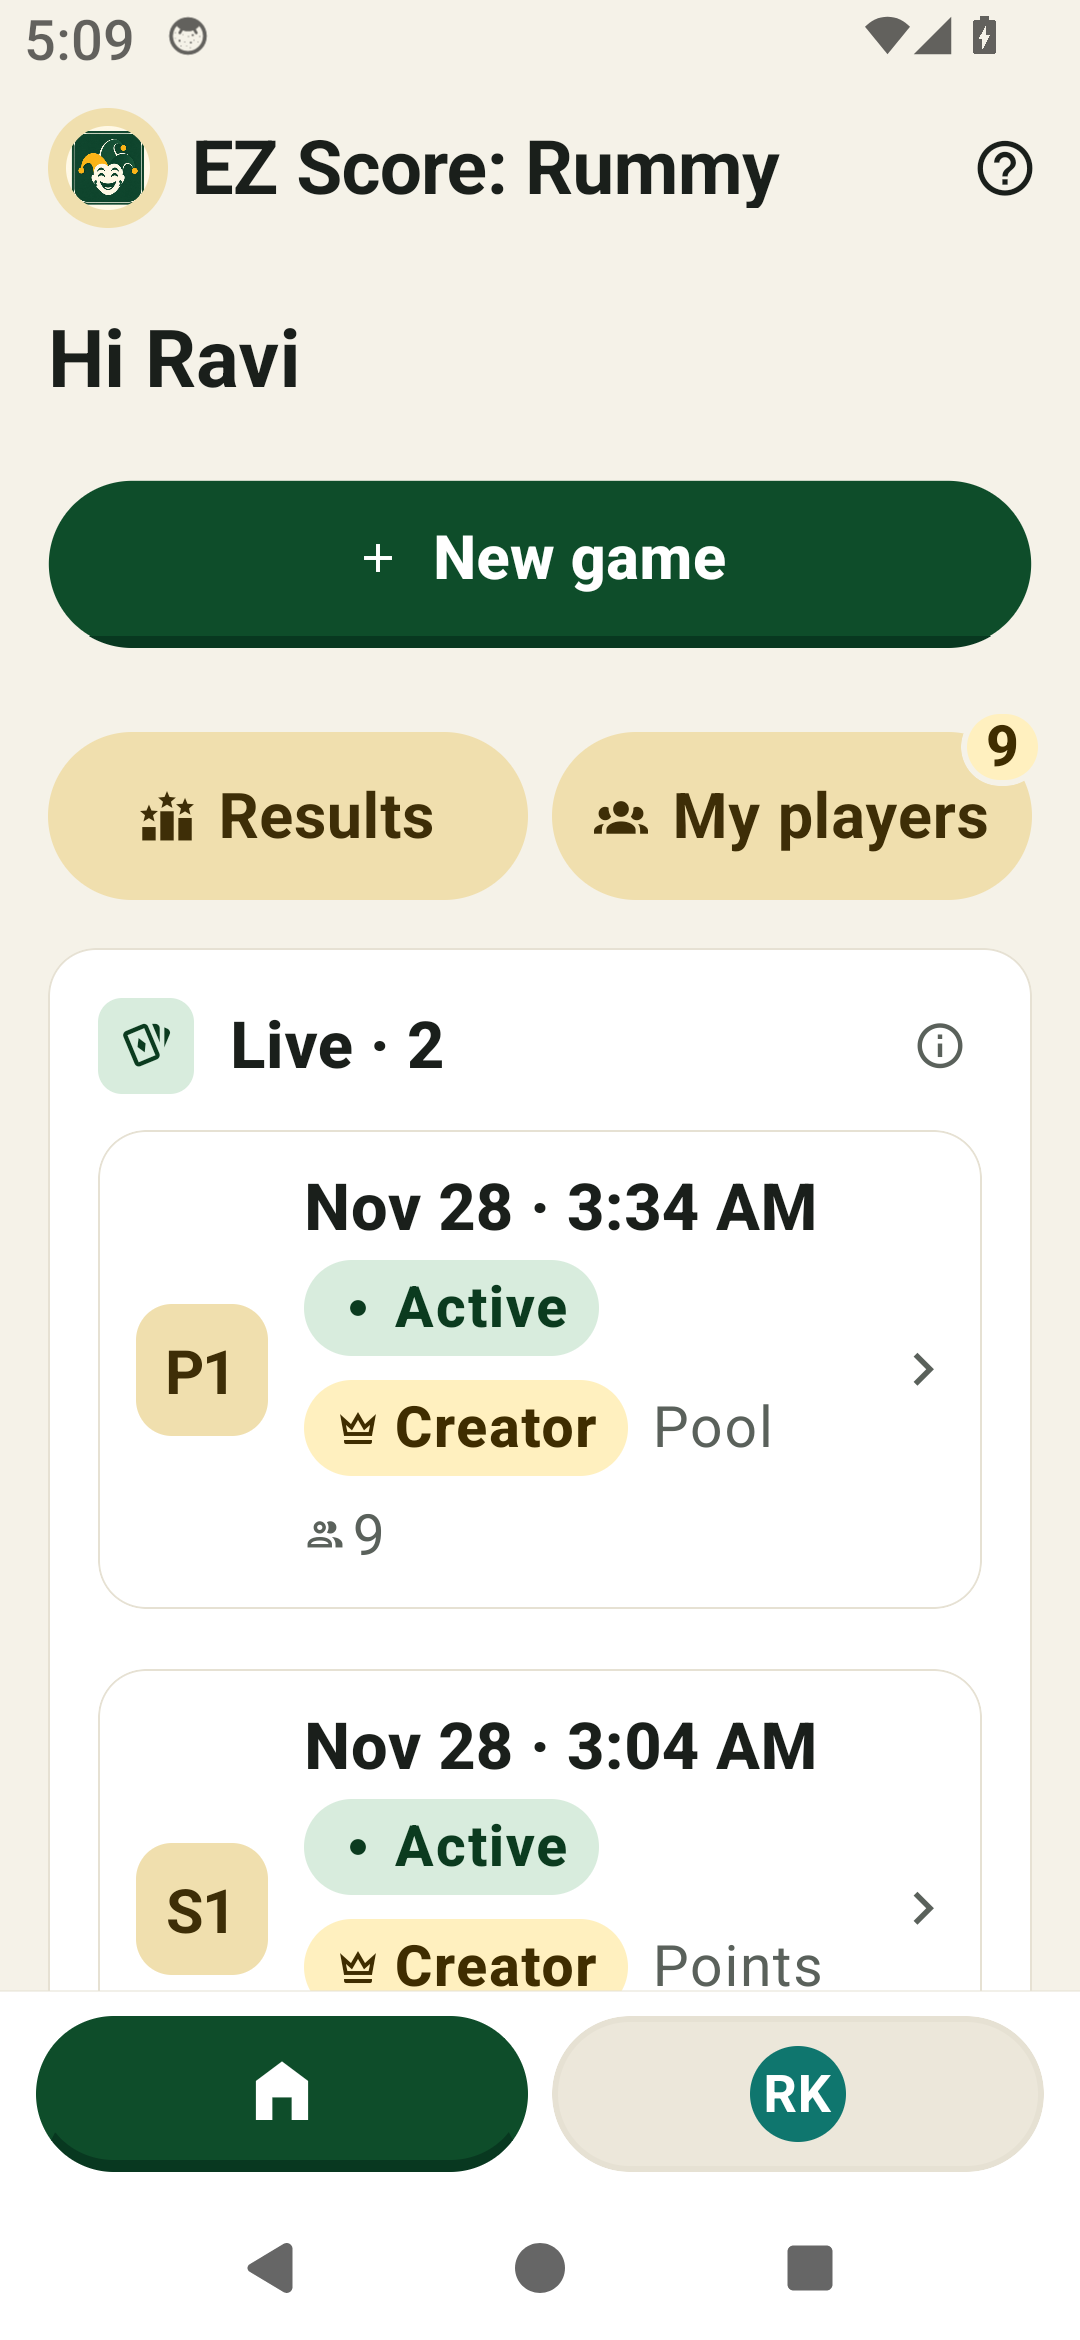 5:09
EZ Score: Rummy
Hi Ravi
+ New game
Results
My players
9
Live · 2
Nov 28 · 3:34 AM
• Active
P1
Creator Pool
9
Nov 28 · 3:04 AM
• Active
S1
Creator Points
RK